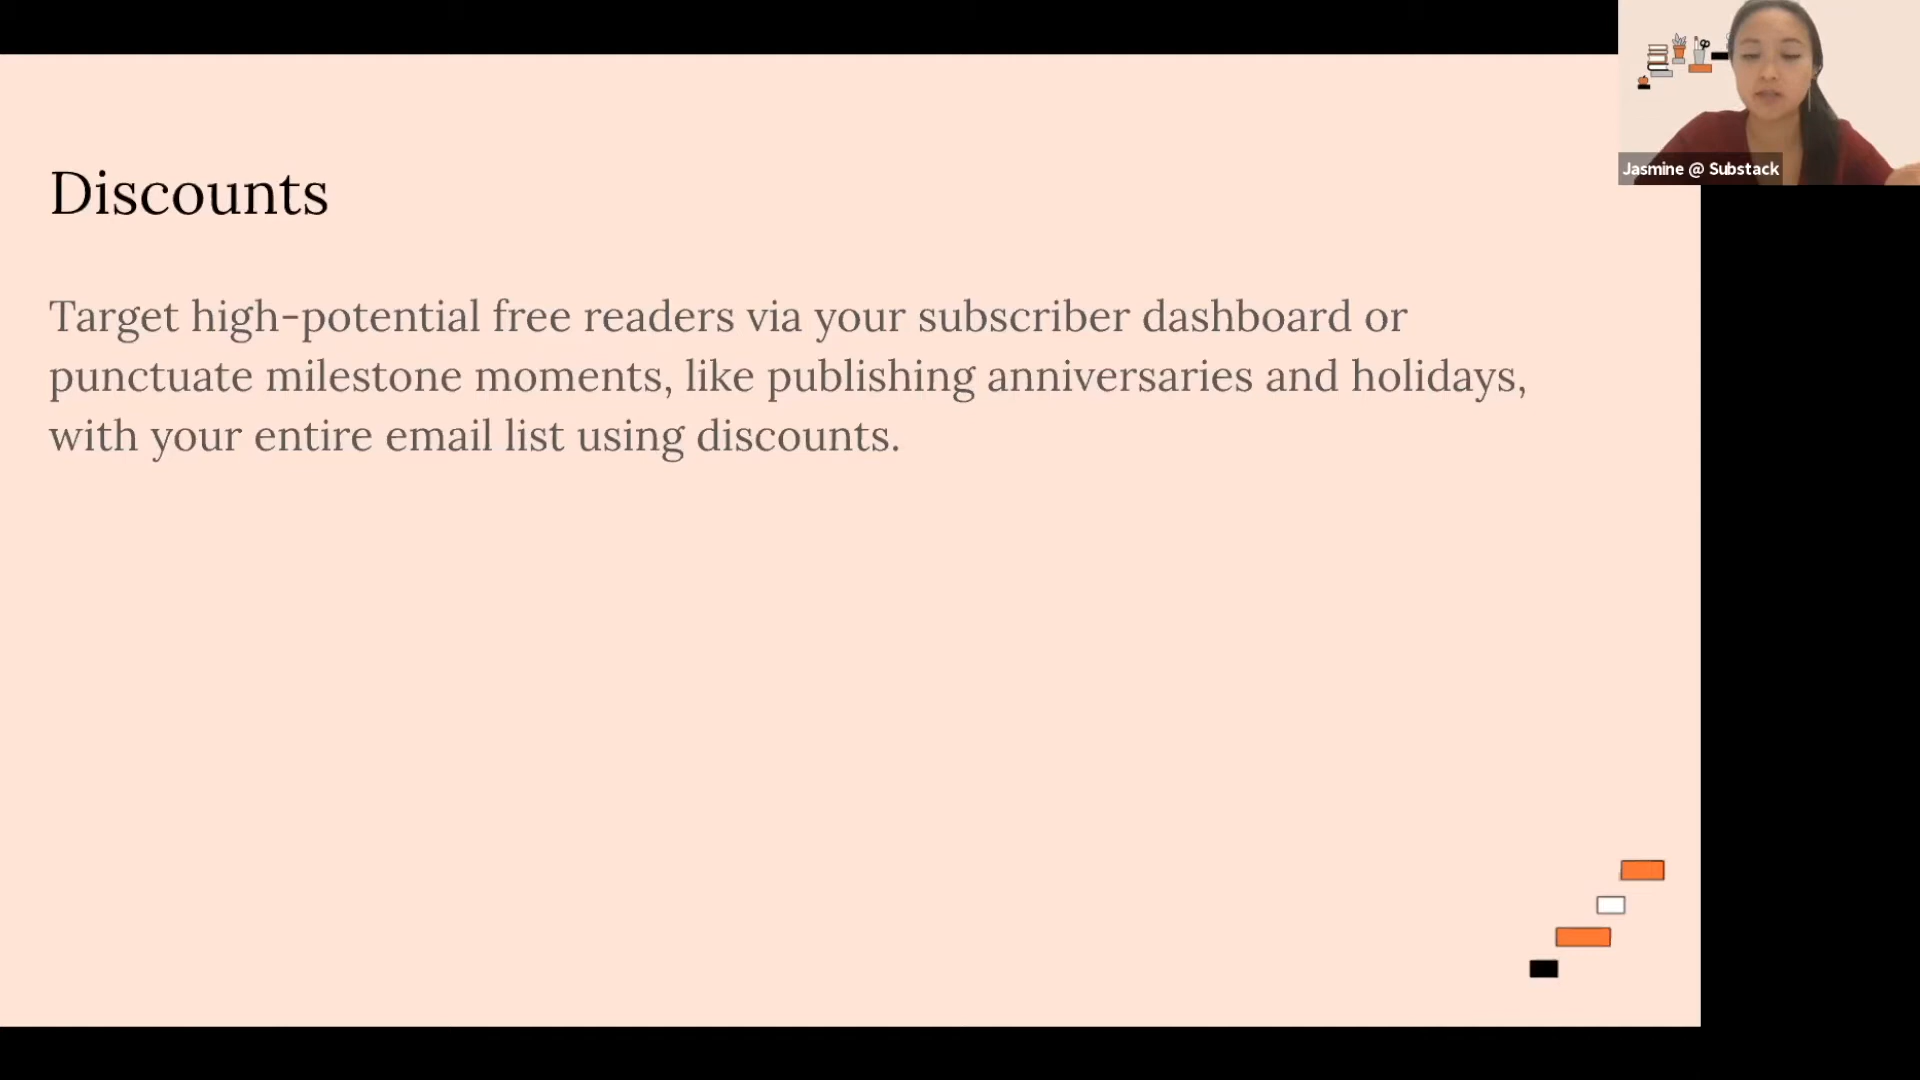 Discounts
Target high-potential free readers via your subscriber dashboard or
punctuate milestone moments, like publishing anniversaries and holidays,
with your entire email list using discounts.
Jasmine @ Substack